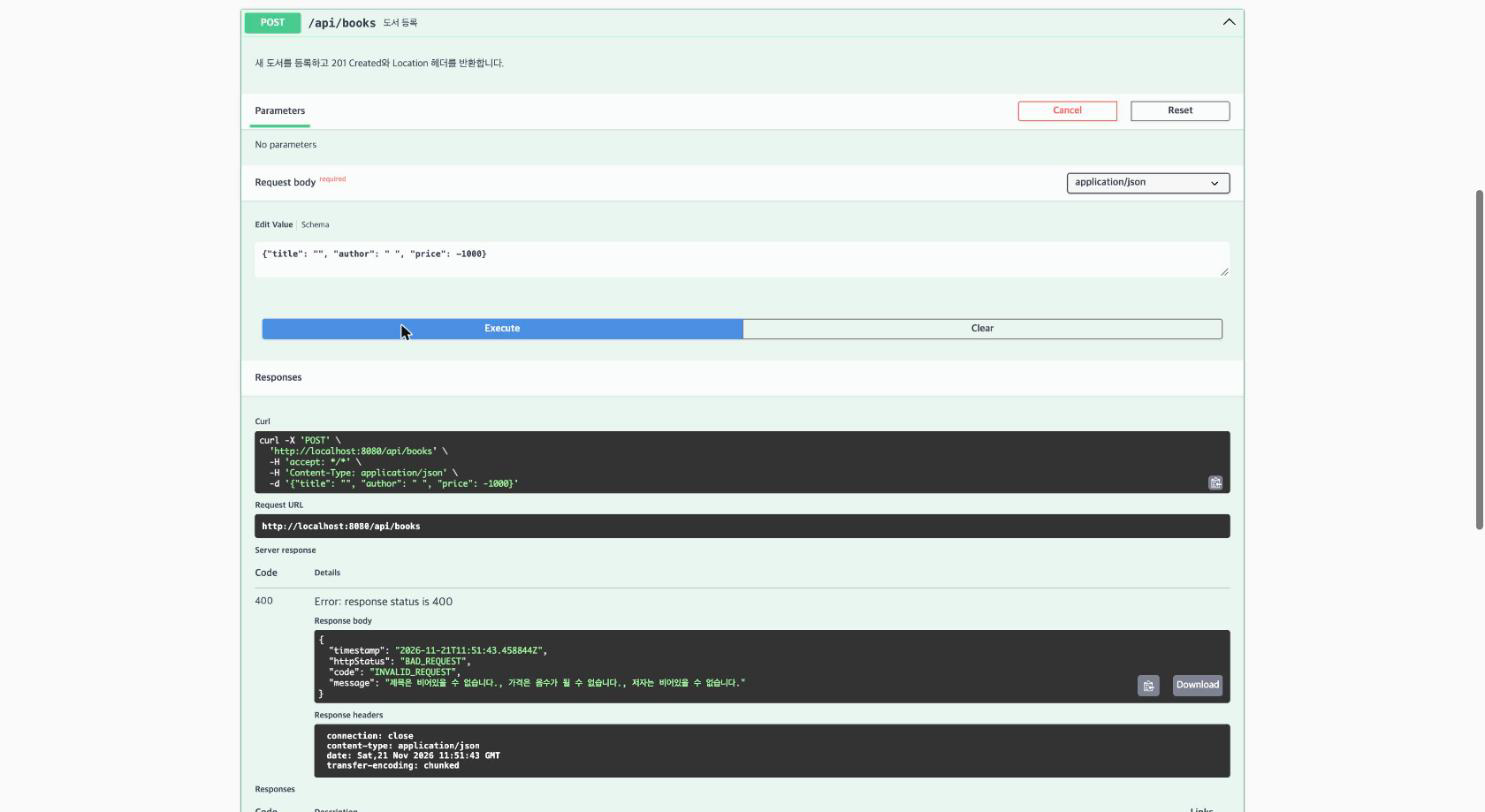 POST /api/books 도서 등록
새 도서를 등록하고 201 Created와 Location 헤더를 반환합니다.
Parameters
Cancel
Reset
No parameters
Request body required
application/json
Edit Value | Schema
{"title": "", "author": " ", "price": -1000}
Execute
Clear
Responses
Curl
curl -X 'POST' \
'http://localhost:8080/api/books' \
-H 'accept: */*' \
-H 'Content-Type: application/json' \
-d '{"title": "", "author": " ", "price": -1000}'
Request URL
http://localhost:8080/api/books
Server response
Code Details
400 Error: response status is 400
Response body
{
"timestamp": "2026-11-21T11:51:43.458844Z",
"httpStatus": "BAD_REQUEST",
"code": "INVALID_REQUEST",
"message": "제목은 비어있을 수 없습니다., 가격은 음수가 될 수 없습니다., 저자는 비어있을 수 없습니다."
}
Download
Response headers
connection: close
content-type: application/json
date: Sat,21 Nov 2026 11:51:43 GMT
transfer-encoding: chunked
Responses
Code Description Links